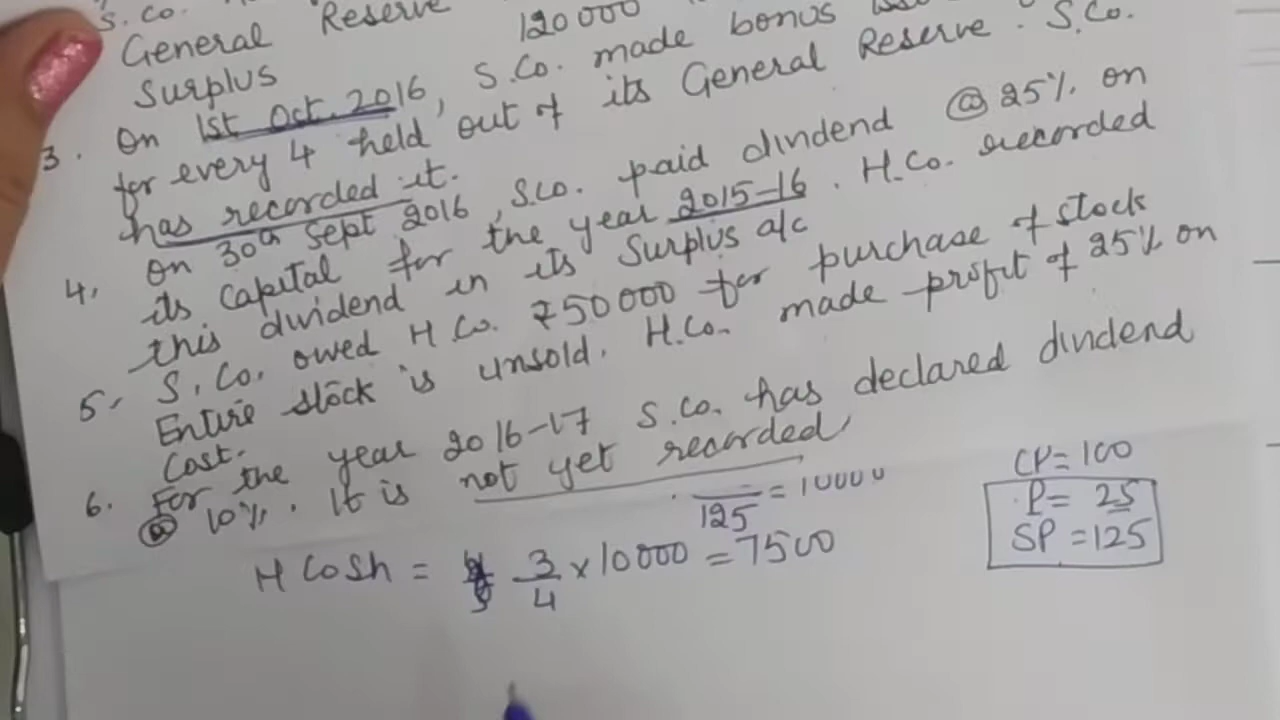 S. Co.
General Reserve
Surplus 120000
3. On 1st Oct. 2016, S.Co. made bonus
for every 4 held out of its General Reserve. S.Co.
has recorded it.
4. On 30th Sept 2016, S.Co. paid dividend @ 25% on
its capital for the year 2015-16. H.Co. recorded
this dividend in its Surplus a/c
5. S.Co. owed H.Co. ₹50000 for purchase of stock
Entire stock is unsold. H.Co. made profit of 25% on
Cost.
6. For the year 2016-17 S.Co. has declared dividend
@ 10%. It is not yet recorded
125 = 10000
CP = 100
P = 25
SP = 125
H Co Sh = 3/4 × 10000 = 7500